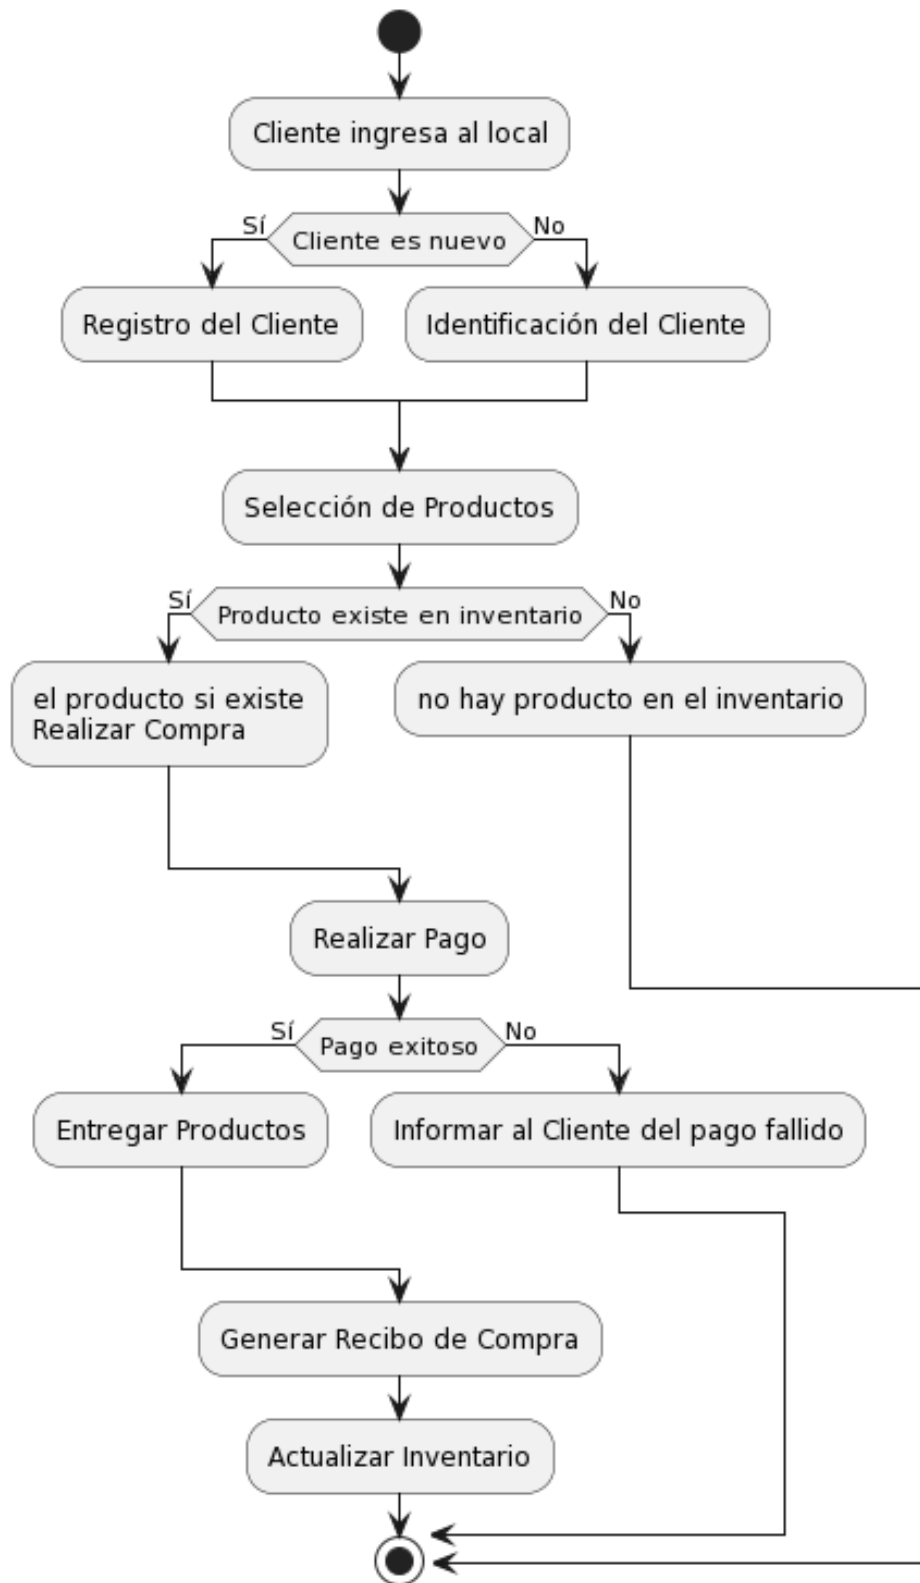 Cliente ingresa al local
Sí
Cliente es nuevo
No
Registro del Cliente
Identificación del Cliente
Selección de Productos
Sí
Producto existe en inventario
No
el producto si existe
Realizar Compra
no hay producto en el inventario
Realizar Pago
Sí
Pago exitoso
No
Entregar Productos
Informar al Cliente del pago fallido
Generar Recibo de Compra
Actualizar Inventario